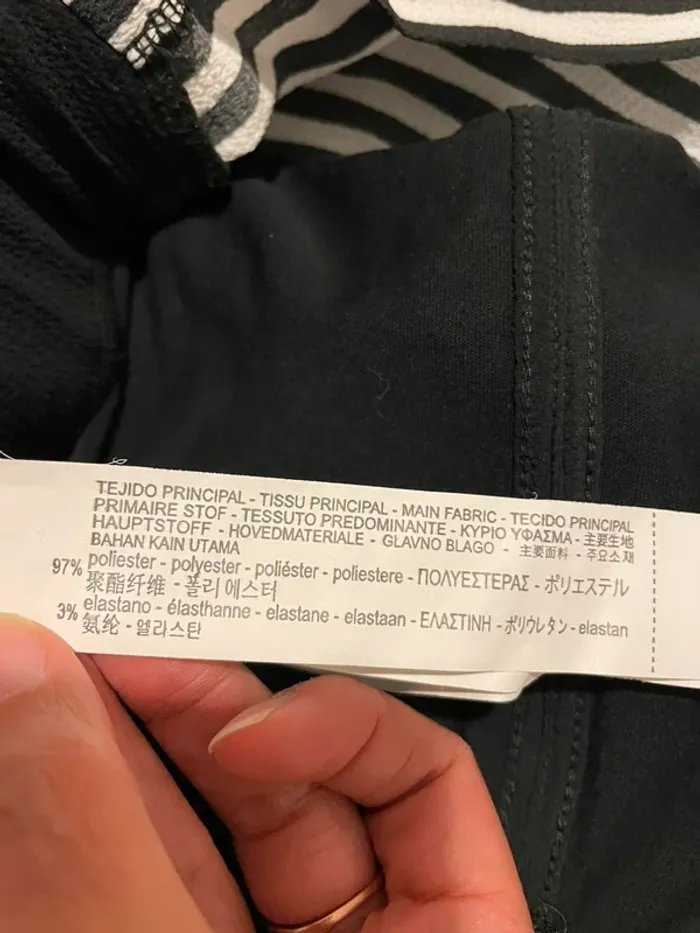 TEJIDO PRINCIPAL - TISSU PRINCIPAL - MAIN FABRIC - TECIDO PRINCIPAL
PRIMAIRE STOF - TESSUTO PREDOMINANTE - ΚΥΡΙΟ ΥΦΑΣΜΑ - 主要生地
HAUPTSTOFF - HOVEDMATERIALE - GLAVNO BLAGO - 主要面料 - 주요소재
BAHAN KAIN UTAMA
97% poliester - polyester - poliéster - poliestere - ΠΟΛΥΕΣΤΕΡΑΣ - ポリエステル
聚酯纤维 - 폴리에스터
3% elastano - élasthanne - elastane - elastaan - ΕΛΑΣΤΙΝΗ - ポリウレタン - elastan
氨纶 - 엘라스탄